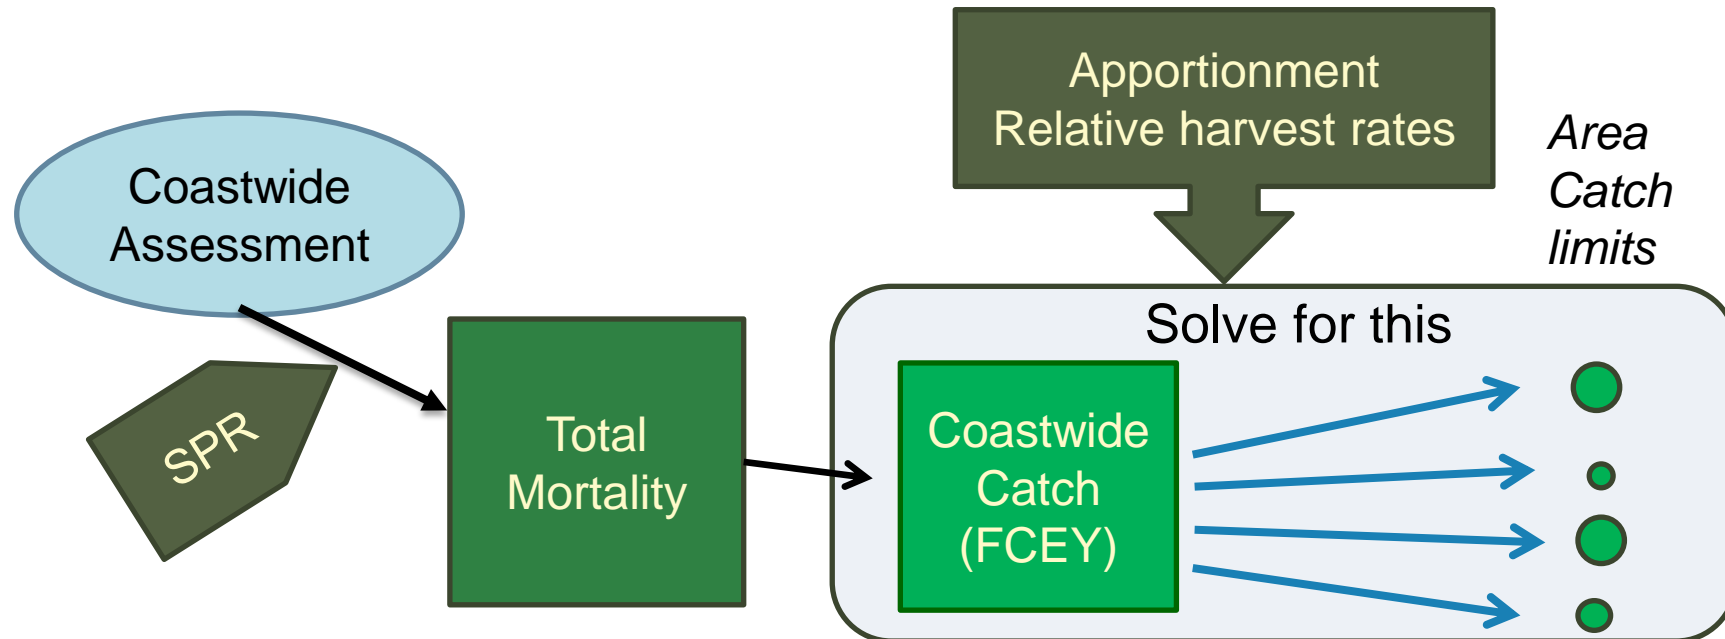 Coastwide
Assessment
SPR
Total
Mortality
Apportionment
Relative harvest rates
Area
Catch
limits
Solve for this
Coastwide
Catch
(FCEY)